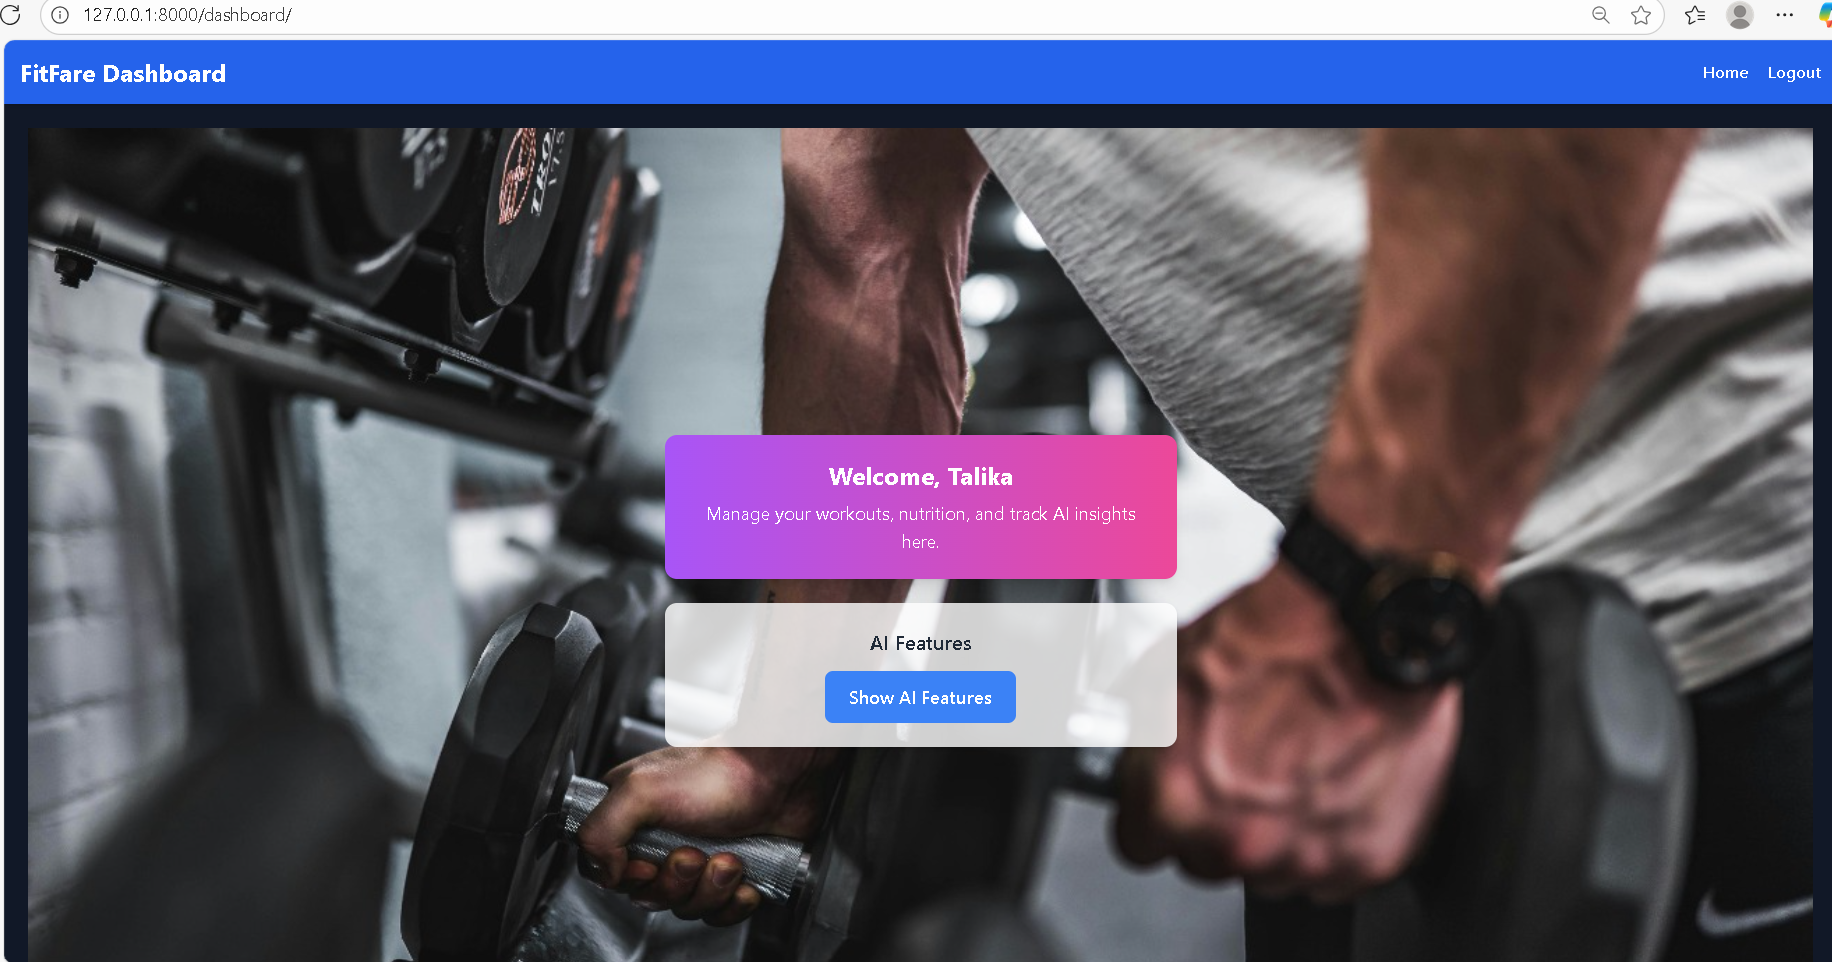 127.0.0.1:8000/dashboard/
FitFare Dashboard
Home Logout
Welcome, Talika
Manage your workouts, nutrition, and track AI insights
here.
AI Features
Show AI Features